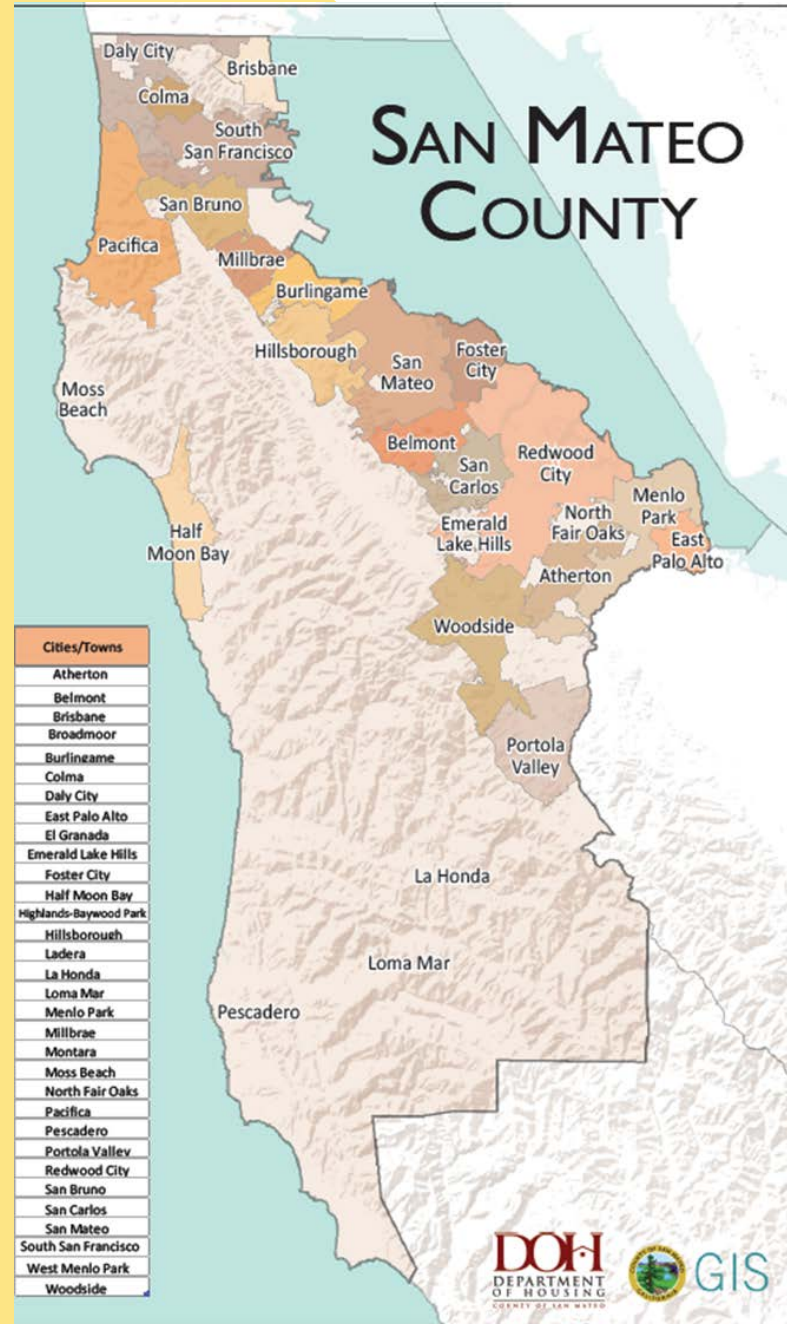 SAN MATEO
COUNTY
Daly City
Brisbane
Colma
South
San Francisco
San Bruno
Pacifica
Millbrae
Burlingame
Hillsborough
San
Mateo
Foster
City
Moss
Beach
Belmont
San
Carlos
Redwood
City
Menlo
Park
Half
Moon Bay
Emerald
Lake Hills
North
Fair Oaks
East
Palo Alto
Atherton
Woodside
Portola
Valley
La Honda
Loma Mar
Pescadero
Cities/Towns
Atherton
Belmont
Brisbane
Broadmoor
Burlingame
Colma
Daly City
East Palo Alto
El Granada
Emerald Lake Hills
Foster City
Half Moon Bay
Highlands-Baywood Park
Hillsborough
Ladera
La Honda
Loma Mar
Menlo Park
Millbrae
Montara
Moss Beach
North Fair Oaks
Pacifica
Pescadero
Portola Valley
Redwood City
San Bruno
San Carlos
San Mateo
South San Francisco
West Menlo Park
Woodside
DOH
DEPARTMENT
OF HOUSING
COUNTY OF SAN MATEO
GIS